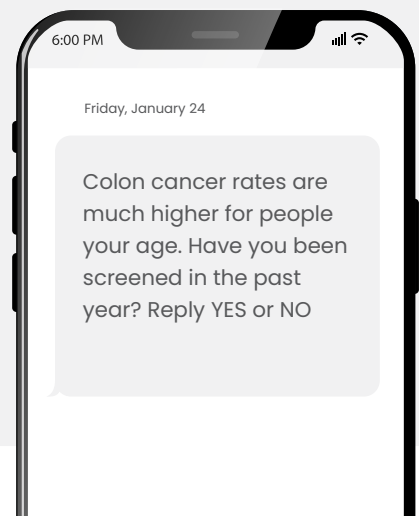 6:00 PM
Friday, January 24
Colon cancer rates are
much higher for people
your age. Have you been
screened in the past
year? Reply YES or NO